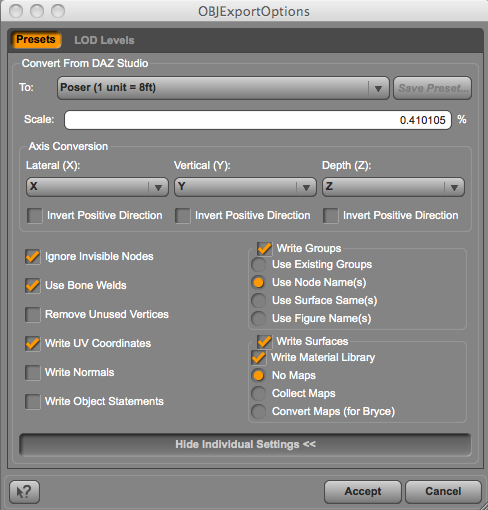 OBJExportOptions
Presets LOD Levels
Convert From DAZ Studio
To: Poser (1 unit = 8ft) Save Preset...
Scale: 0.410105 %
Axis Conversion
Lateral (X): Vertical (Y): Depth (Z):
X Y Z
Invert Positive Direction Invert Positive Direction Invert Positive Direction
Ignore Invisible Nodes
Use Bone Welds
Remove Unused Vertices
Write UV Coordinates
Write Normals
Write Object Statements
Write Groups
Use Existing Groups
Use Node Name(s)
Use Surface Same(s)
Use Figure Name(s)
Write Surfaces
Write Material Library
No Maps
Collect Maps
Convert Maps (for Bryce)
Hide Individual Settings <<
? Accept Cancel